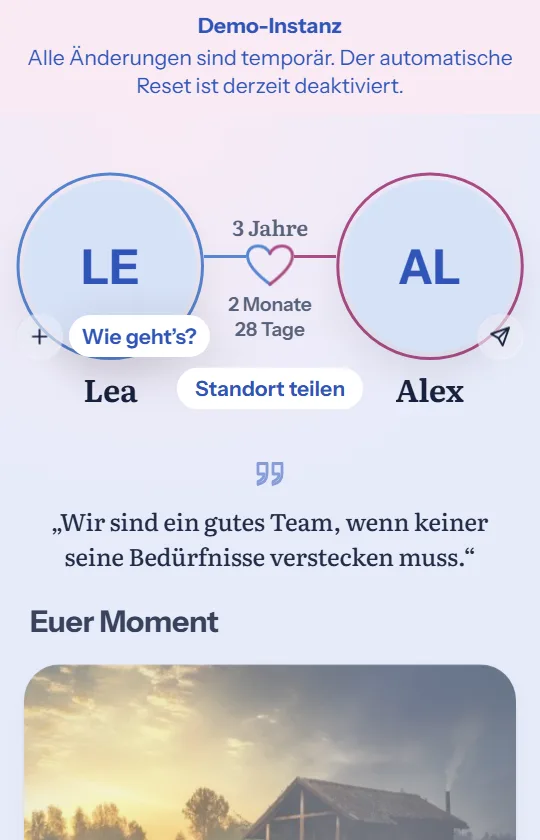 Demo-Instanz
Alle Änderungen sind temporär. Der automatische
Reset ist derzeit deaktiviert.
LE
3 Jahre
2 Monate
28 Tage
AL
Wie geht’s?
Lea
Standort teilen
Alex
„Wir sind ein gutes Team, wenn keiner
seine Bedürfnisse verstecken muss.“
Euer Moment